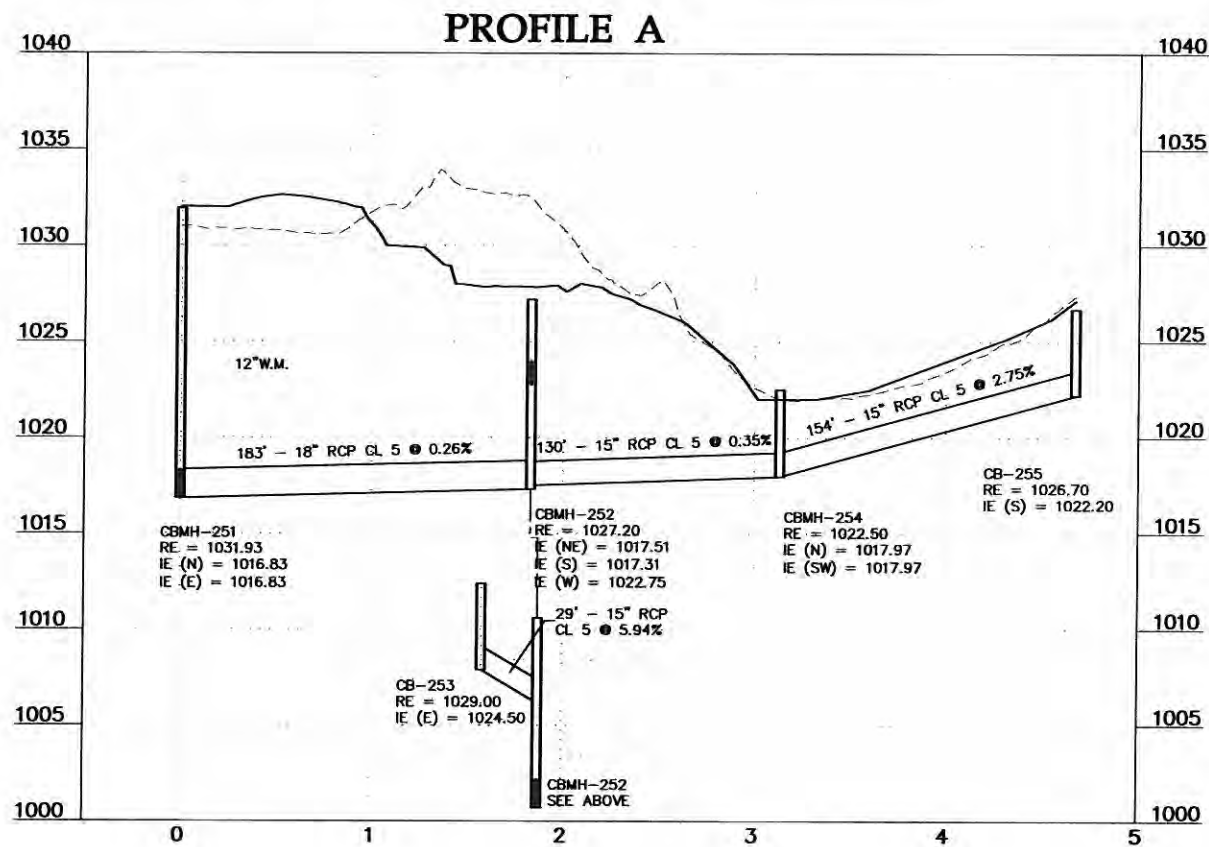 PROFILE A
1040 1040
1035 1035
1030 1030
1025 1025
1020 1020
1015 1015
1010 1010
1005 1005
1000 1000
12"W.M.
183' - 18" RCP CL 5 @ 0.26%
130' - 15" RCP CL 5 @ 0.35%
154' - 15" RCP CL 5 @ 2.75%
CBMH-251
RE = 1031.93
IE (N) = 1016.83
IE (E) = 1016.83
CBMH-252
RE = 1027.20
IE (NE) = 1017.51
IE (S) = 1017.31
IE (W) = 1022.75
CBMH-254
RE = 1022.50
IE (N) = 1017.97
IE (SW) = 1017.97
CB-255
RE = 1026.70
IE (S) = 1022.20
29' - 15" RCP
CL 5 @ 5.94%
CB-253
RE = 1029.00
IE (E) = 1024.50
CBMH-252
SEE ABOVE
0 1 2 3 4 5